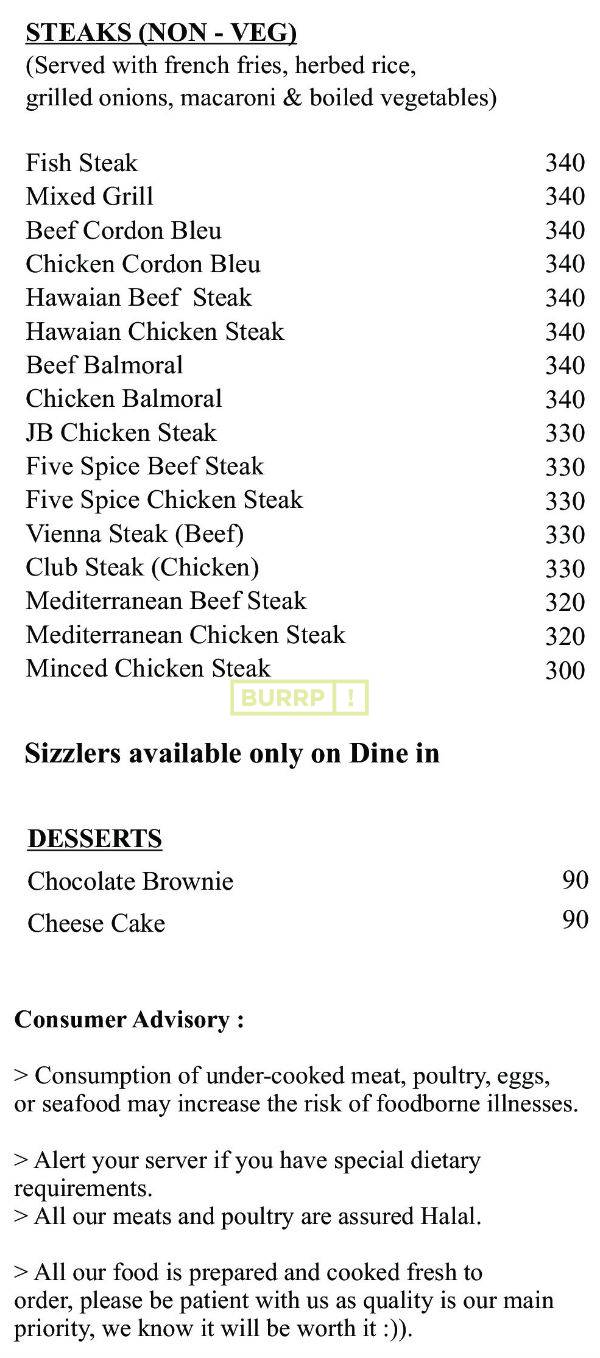 STEAKS (NON - VEG)
(Served with french fries, herbed rice,
grilled onions, macaroni & boiled vegetables)
Fish Steak 340
Mixed Grill 340
Beef Cordon Bleu 340
Chicken Cordon Bleu 340
Hawaian Beef Steak 340
Hawaian Chicken Steak 340
Beef Balmoral 340
Chicken Balmoral 340
JB Chicken Steak 330
Five Spice Beef Steak 330
Five Spice Chicken Steak 330
Vienna Steak (Beef) 330
Club Steak (Chicken) 330
Mediterranean Beef Steak 320
Mediterranean Chicken Steak 320
Minced Chicken Steak 300
BURRP !
Sizzlers available only on Dine in
DESSERTS
Chocolate Brownie 90
Cheese Cake 90
Consumer Advisory :
> Consumption of under-cooked meat, poultry, eggs,
or seafood may increase the risk of foodborne illnesses.
> Alert your server if you have special dietary
requirements.
> All our meats and poultry are assured Halal.
> All our food is prepared and cooked fresh to
order, please be patient with us as quality is our main
priority, we know it will be worth it :)).